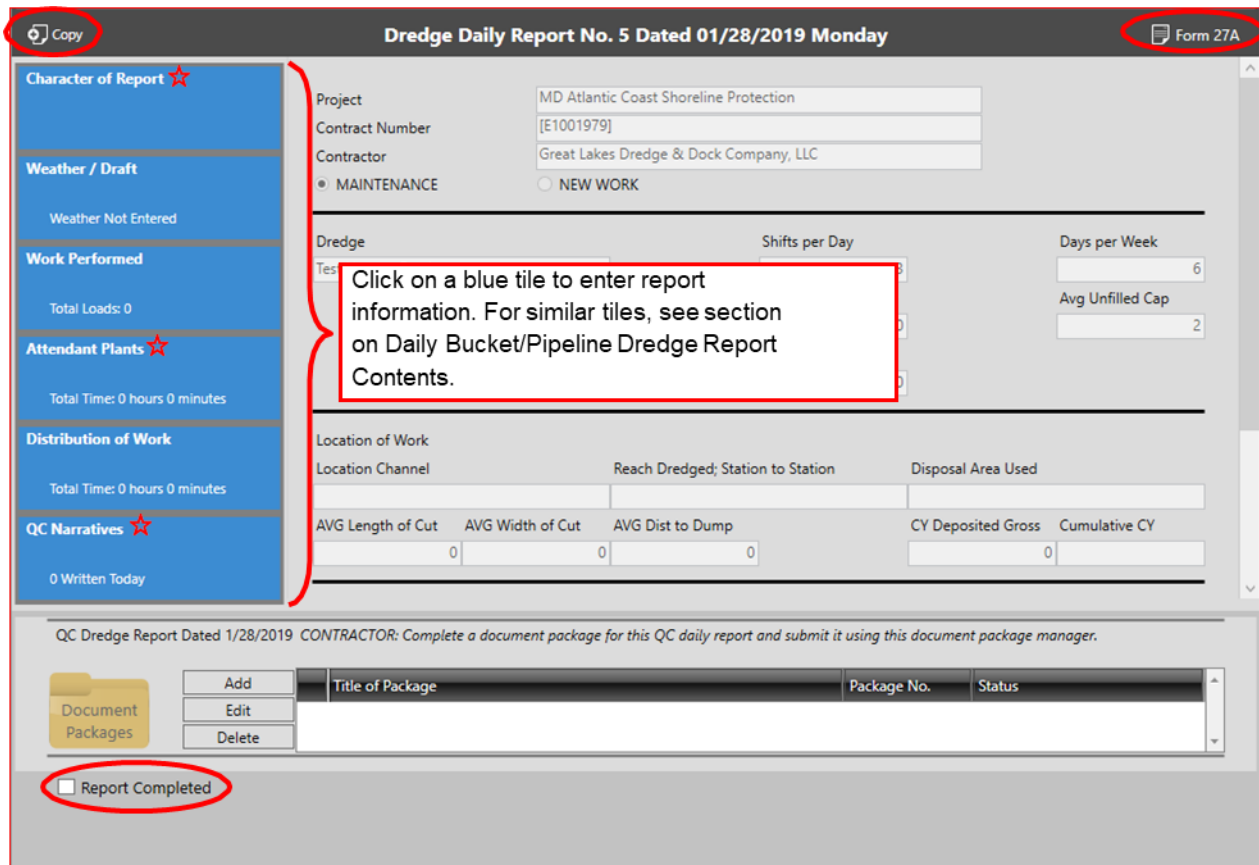 Copy
Dredge Daily Report No. 5 Dated 01/28/2019 Monday
Form 27A
Character of Report
Weather / Draft
Weather Not Entered
Work Performed
Total Loads: 0
Attendant Plants
Total Time: 0 hours 0 minutes
Distribution of Work
Total Time: 0 hours 0 minutes
QC Narratives
0 Written Today
Project MD Atlantic Coast Shoreline Protection
Contract Number [E1001979]
Contractor Great Lakes Dredge & Dock Company, LLC
MAINTENANCE NEW WORK
Dredge Shifts per Day Days per Week
6
Avg Unfilled Cap
2
Click on a blue tile to enter report
information. For similar tiles, see section
on Daily Bucket/Pipeline Dredge Report
Contents.
Location of Work
Location Channel Reach Dredged; Station to Station Disposal Area Used
AVG Length of Cut AVG Width of Cut AVG Dist to Dump CY Deposited Gross Cumulative CY
0 0 0 0
QC Dredge Report Dated 1/28/2019 CONTRACTOR: Complete a document package for this QC daily report and submit it using this document package manager.
Document
Packages
Add
Edit
Delete
Title of Package Package No. Status
Report Completed